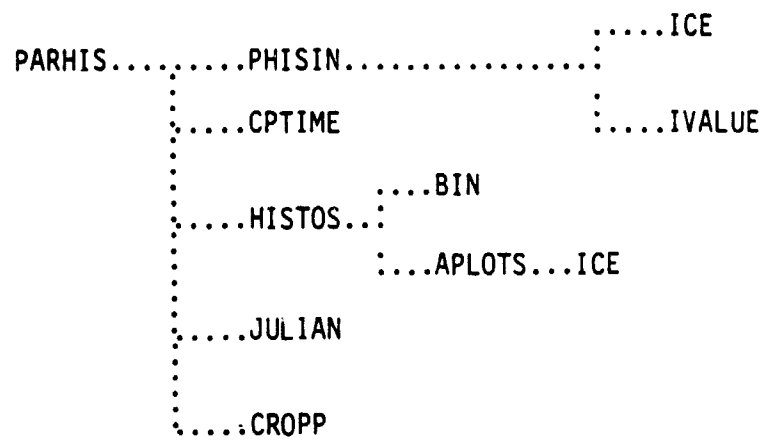 .....ICE
PARHIS.........PHISIN................:
.....CPTIME
:....IVALUE
....BIN
.....HISTOS..:
:...APLOTS...ICE
.....JULIAN
.....CROPP